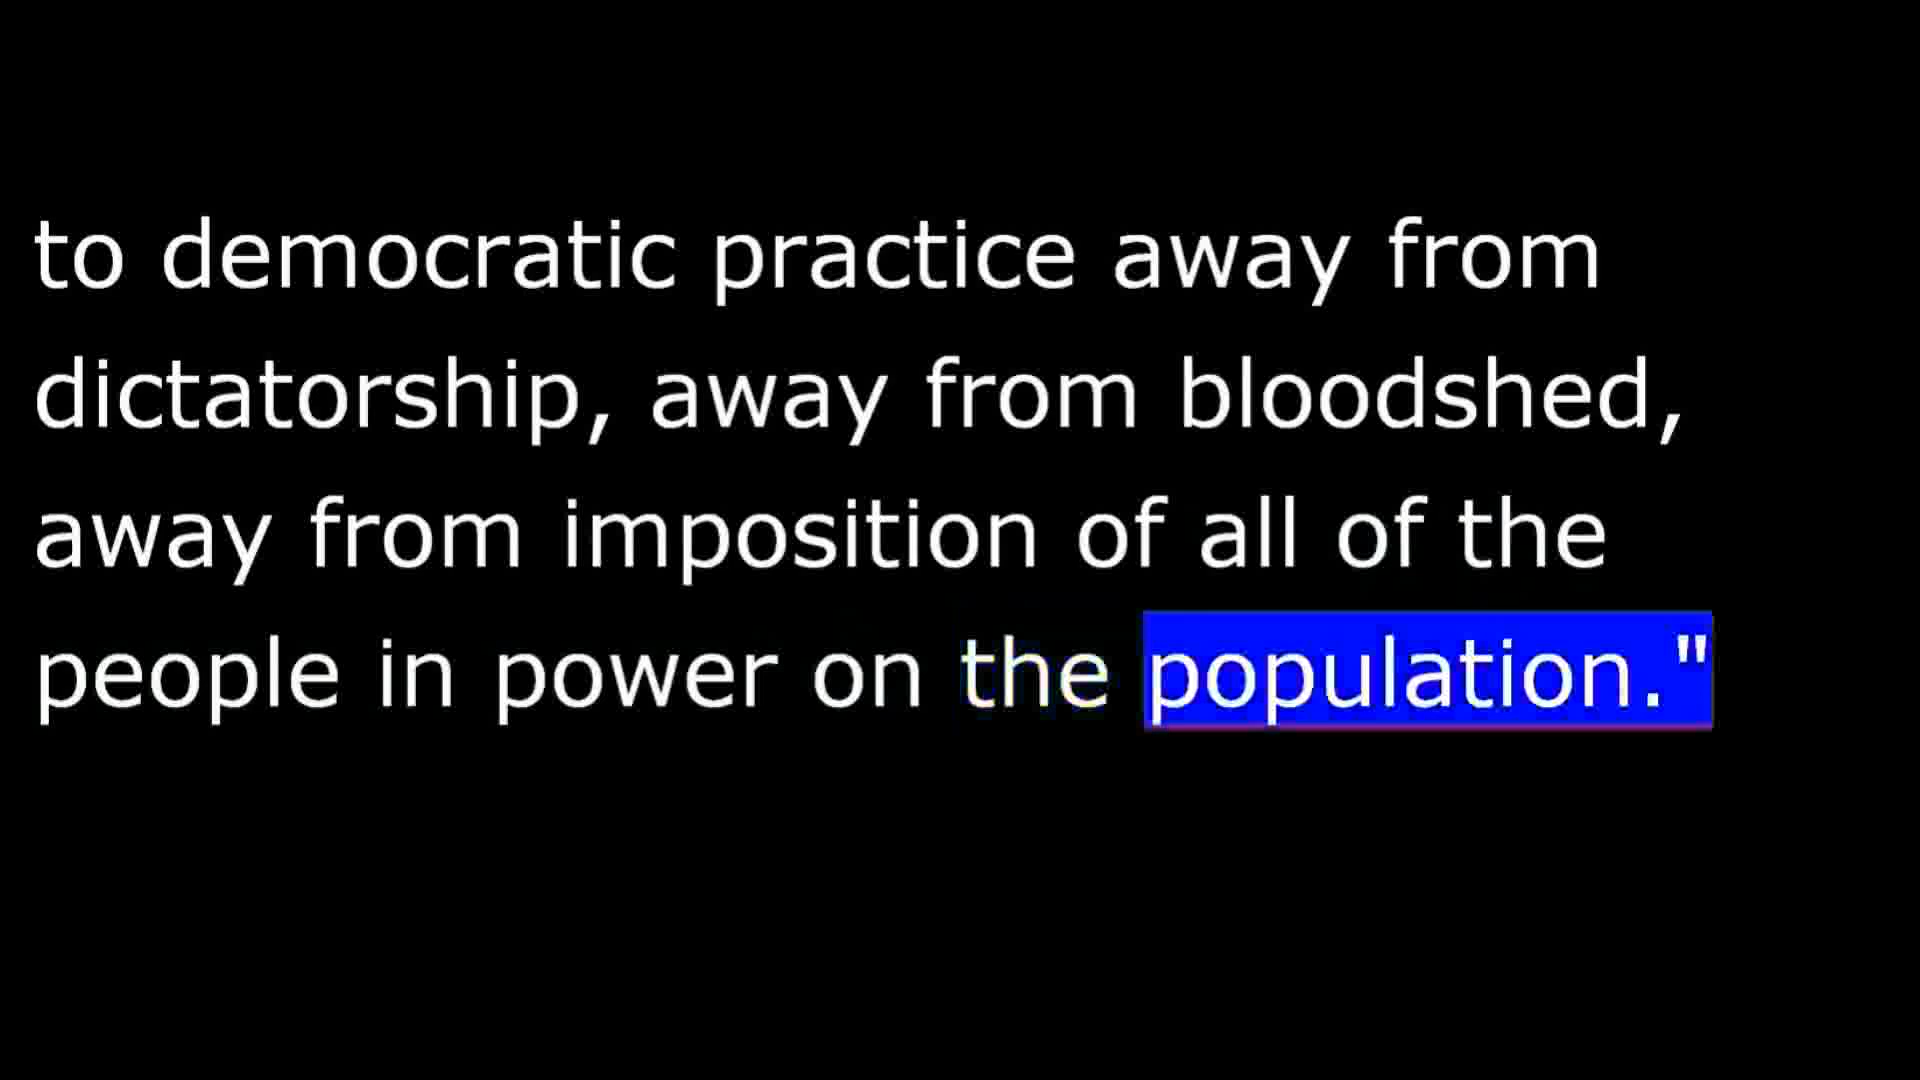 to democratic practice away from
dictatorship, away from bloodshed,
away from imposition of all of the
people in power on the population."